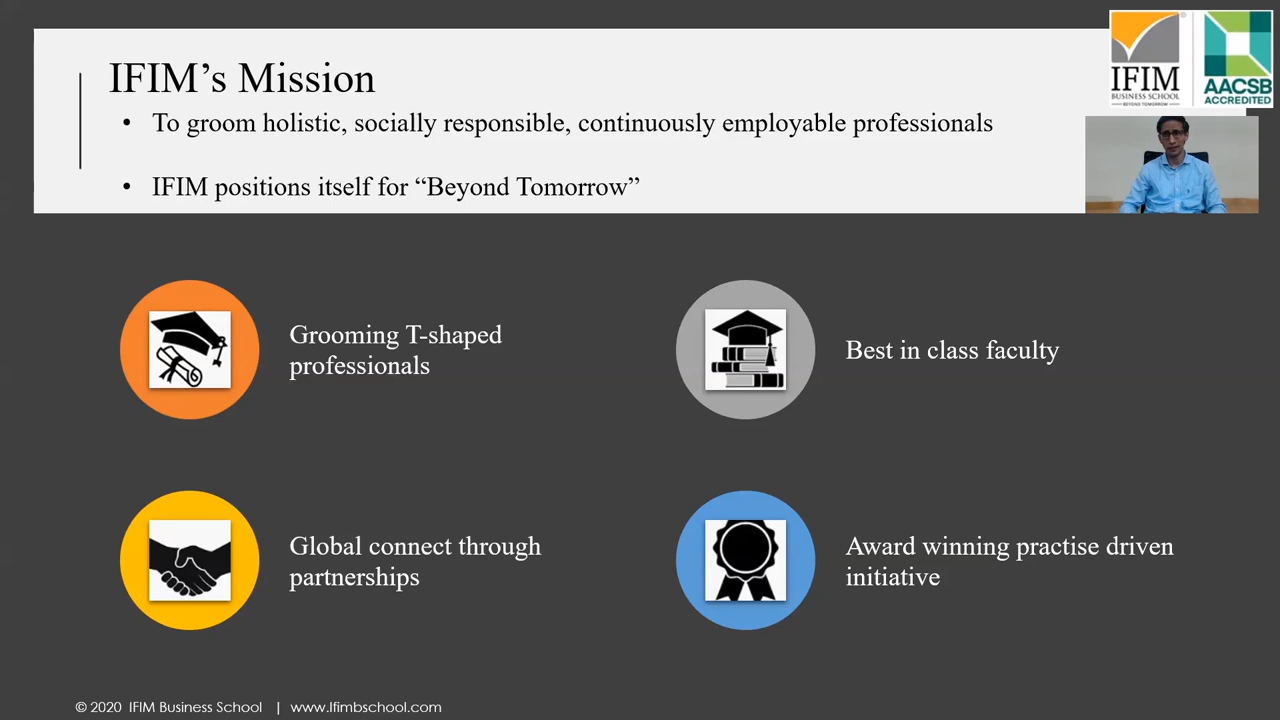 IFIM’s Mission
• To groom holistic, socially responsible, continuously employable professionals
• IFIM positions itself for “Beyond Tomorrow”
IFIM
BUSINESS SCHOOL
BEYOND TOMORROW
AACSB
ACCREDITED
Grooming T-shaped
professionals
Best in class faculty
Global connect through
partnerships
Award winning practise driven
initiative
© 2020 IFIM Business School | www.Ifimbschool.com